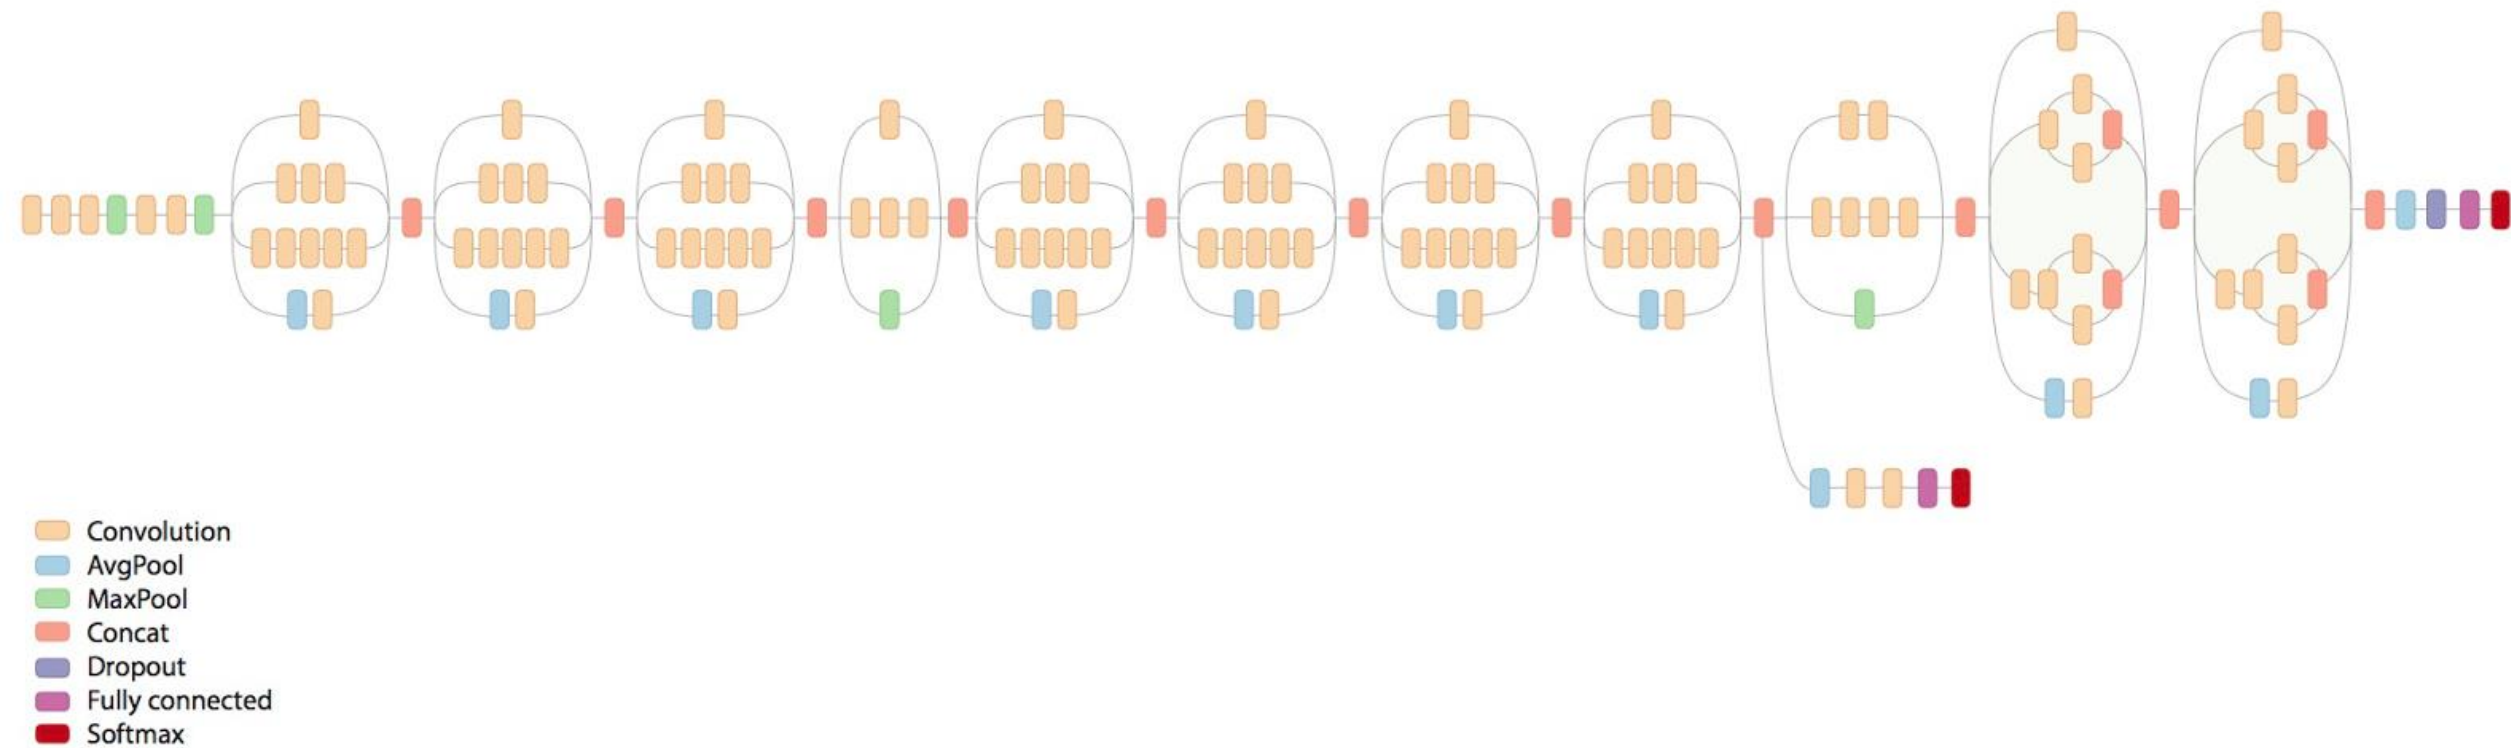 Convolution
AvgPool
MaxPool
Concat
Dropout
Fully connected
Softmax